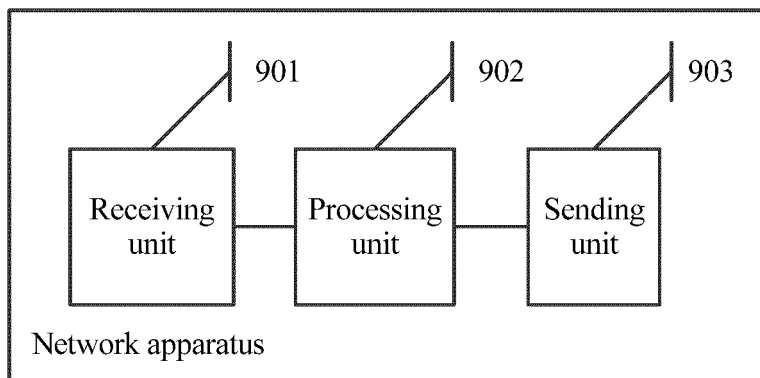 901
902
903
Receiving
unit
Processing
unit
Sending
unit
Network apparatus